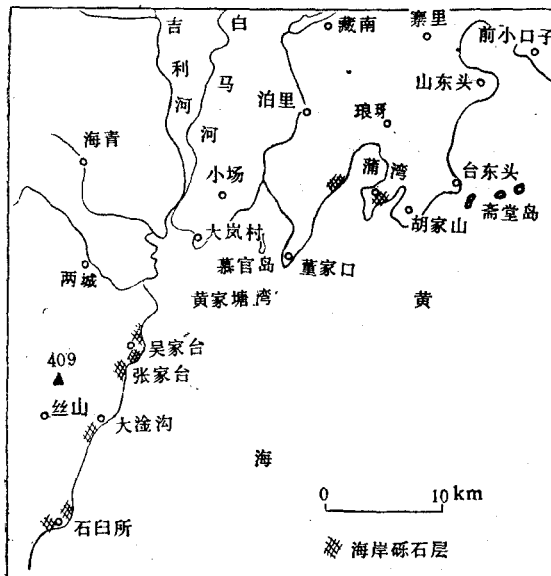 吉利河
白马河
藏南
寨里
前小口子
山东头
泊里
琅玡
海青
小场
蒲湾
台东头
斋堂岛
胡家山
大岚村
慕官岛
董家口
两城
黄家塘湾
黄
海
吴家台
张家台
409
丝山
大淦沟
石臼所
0 10 km
海岸砾石层